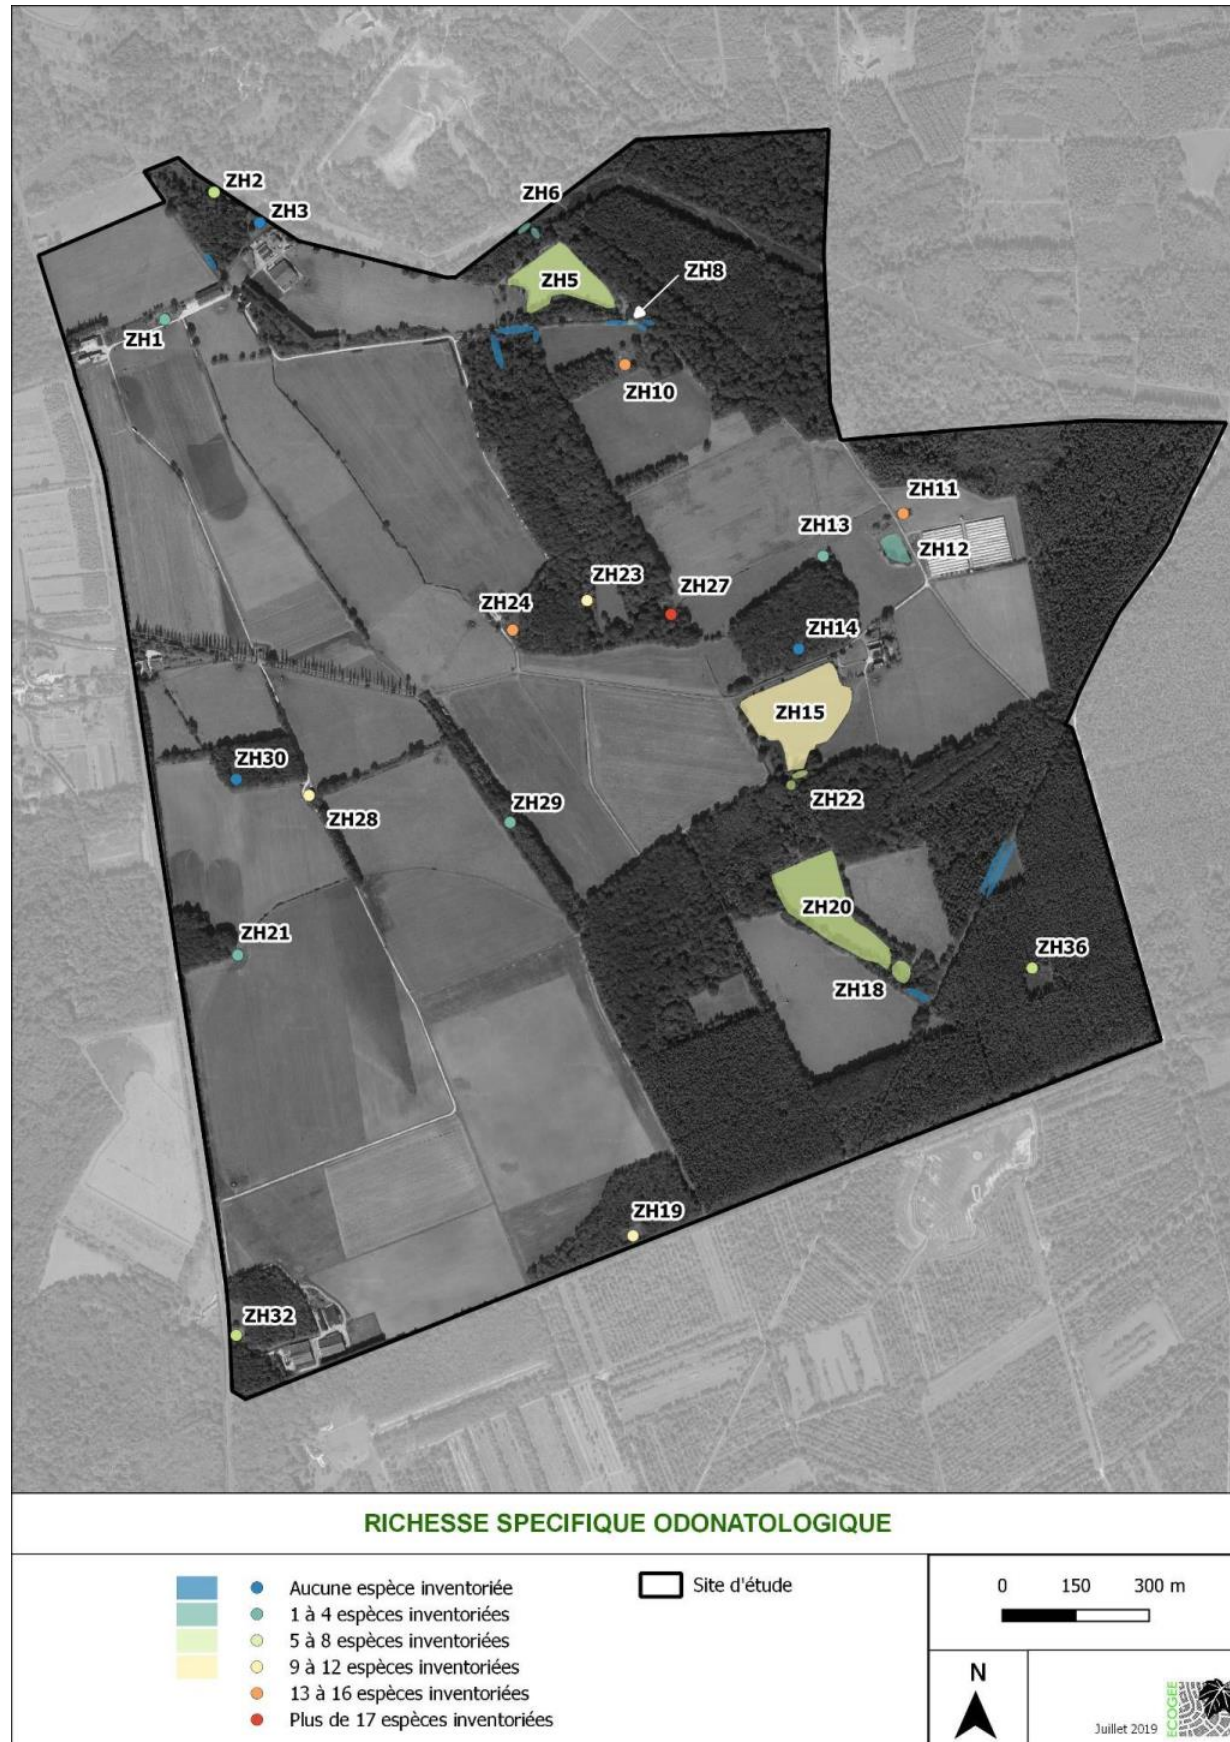 ZH2
ZH3
ZH6
ZH5
ZH8
ZH1
ZH10
ZH11
ZH13
ZH12
ZH23
ZH27
ZH24
ZH14
ZH15
ZH30
ZH28
ZH29
ZH22
ZH20
ZH21
ZH36
ZH18
ZH19
ZH32
RICHESSE SPECIFIQUE ODONATOLOGIQUE
Aucune espèce inventoriée
1 à 4 espèces inventoriées
5 à 8 espèces inventoriées
9 à 12 espèces inventoriées
13 à 16 espèces inventoriées
Plus de 17 espèces inventoriées
Site d'étude
0 150 300 m
N
Juillet 2019
ECOGEE